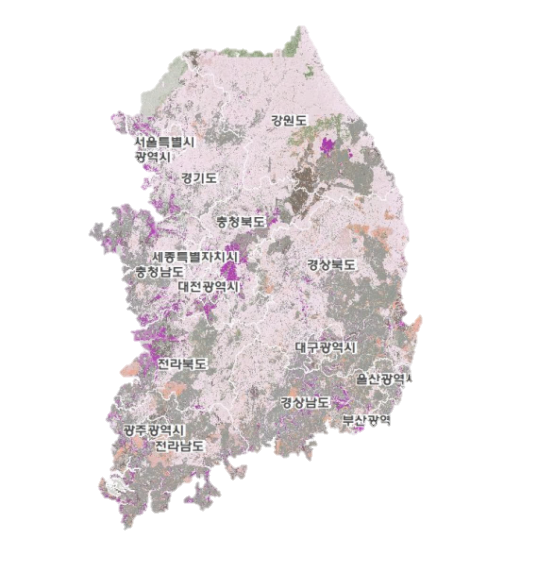 강원도
서울특별시
광역시
경기도
충청북도
세종특별자치시
충청남도
경상북도
대전광역시
대구광역시
전라북도
울산광역시
경상남도
부산광역
광주광역시
전라남도